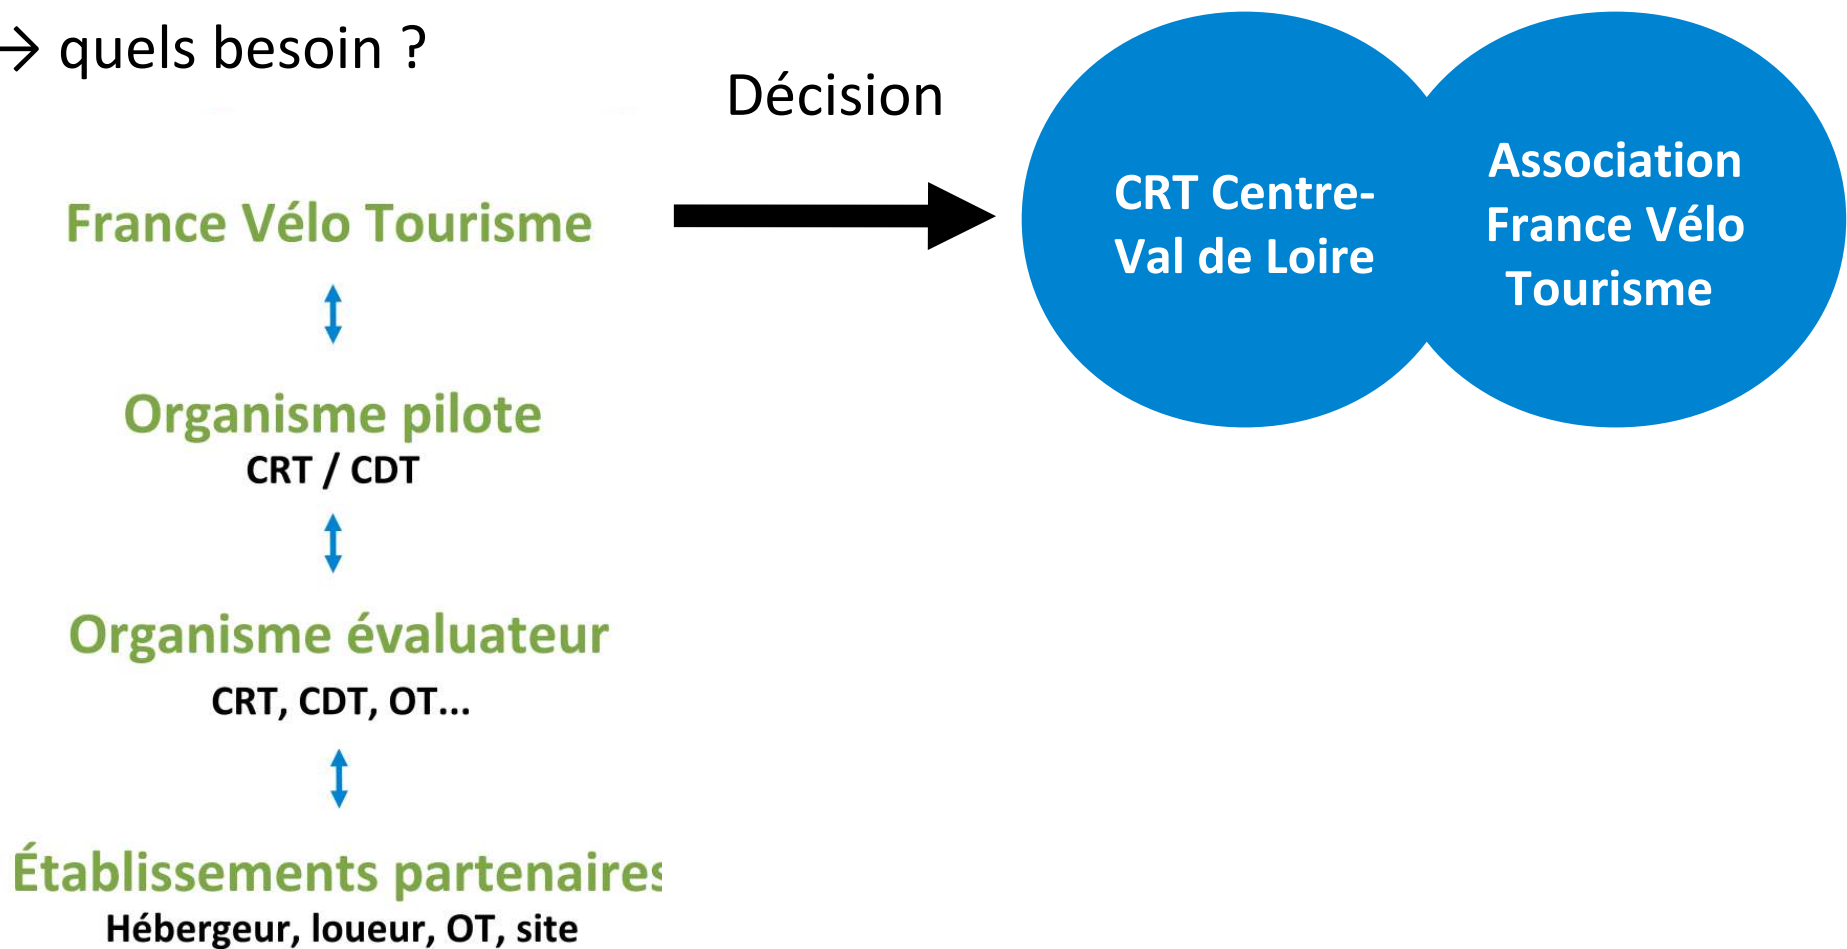 → quels besoin ?
Décision
France Vélo Tourisme
Organisme pilote
CRT / CDT
Organisme évaluateur
CRT, CDT, OT...
Établissements partenaires
Hébergeur, loueur, OT, site
CRT Centre-
Val de Loire
Association
France Vélo
Tourisme